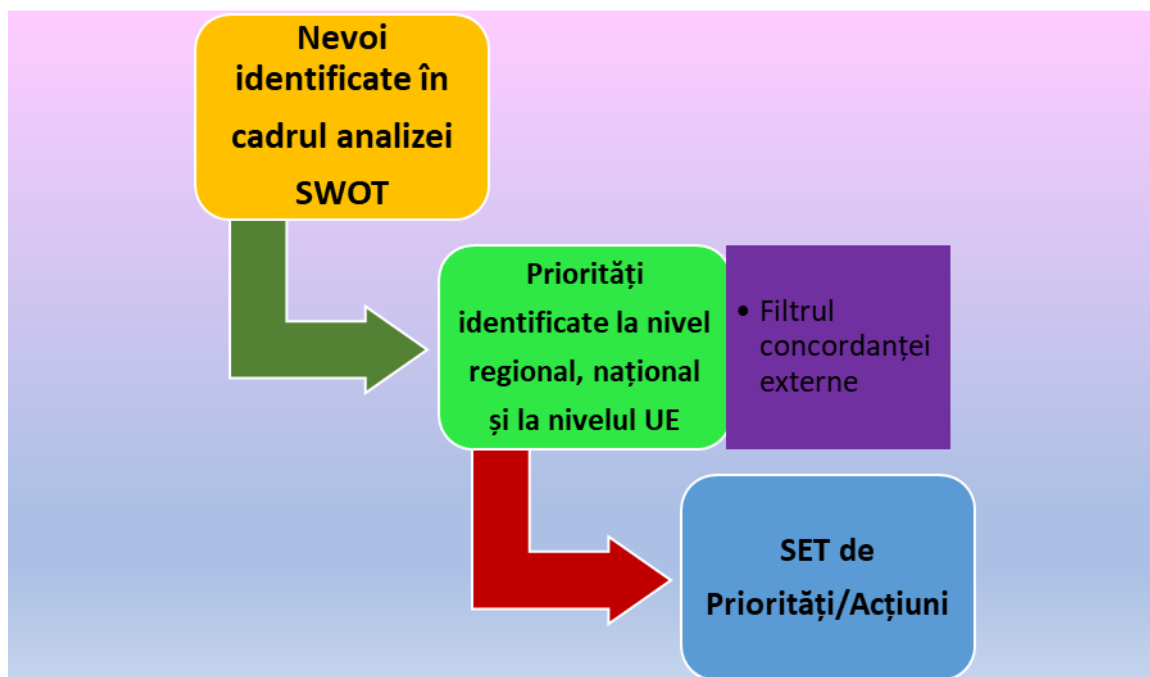 Nevoi
identificate în
cadrul analizei
SWOT
Priorități
identificate la nivel
regional, național
și la nivelul UE
• Filtrul
concordanței
externe
SET de
Priorități/Acțiuni